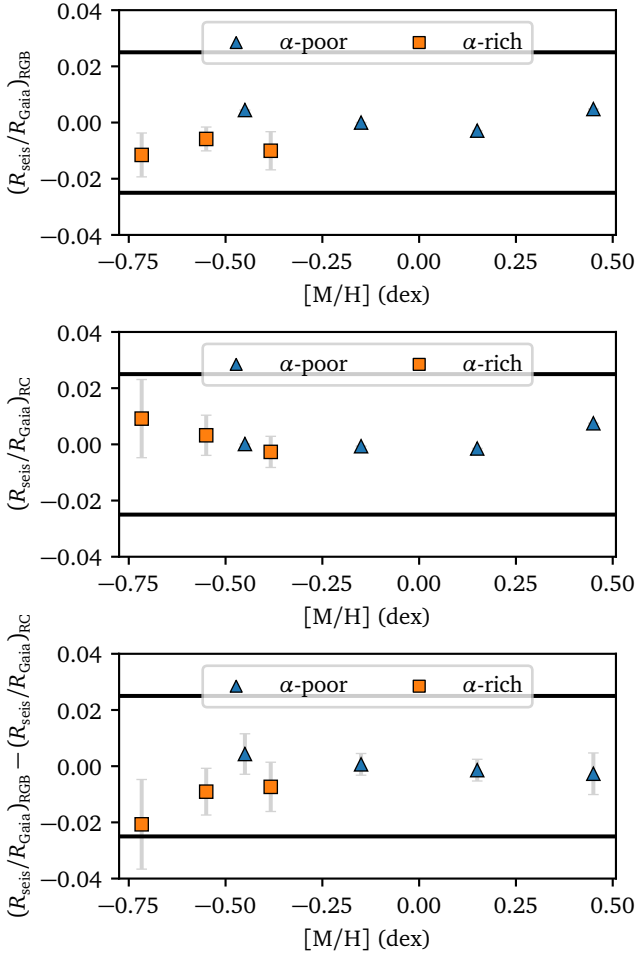 0.04
α-poor α-rich
0.02
0.00
−0.02
−0.04
(R_seis/R_Gaia)_RGB
−0.75 −0.50 −0.25 0.00 0.25 0.50
[M/H] (dex)
0.04
α-poor α-rich
0.02
0.00
−0.02
−0.04
(R_seis/R_Gaia)_RC
−0.75 −0.50 −0.25 0.00 0.25 0.50
[M/H] (dex)
0.04
α-poor α-rich
0.02
0.00
−0.02
−0.04
(R_seis/R_Gaia)_RGB − (R_seis/R_Gaia)_RC
−0.75 −0.50 −0.25 0.00 0.25 0.50
[M/H] (dex)